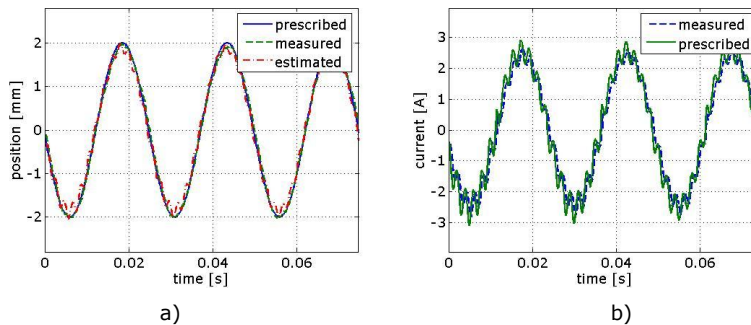 prescribed
measured
estimated
position [mm]
2
1
0
-1
-2
0
0.02
0.04
0.06
time [s]
a)
measured
prescribed
current [A]
3
2
1
0
-1
-2
-3
0
0.02
0.04
0.06
time [s]
b)